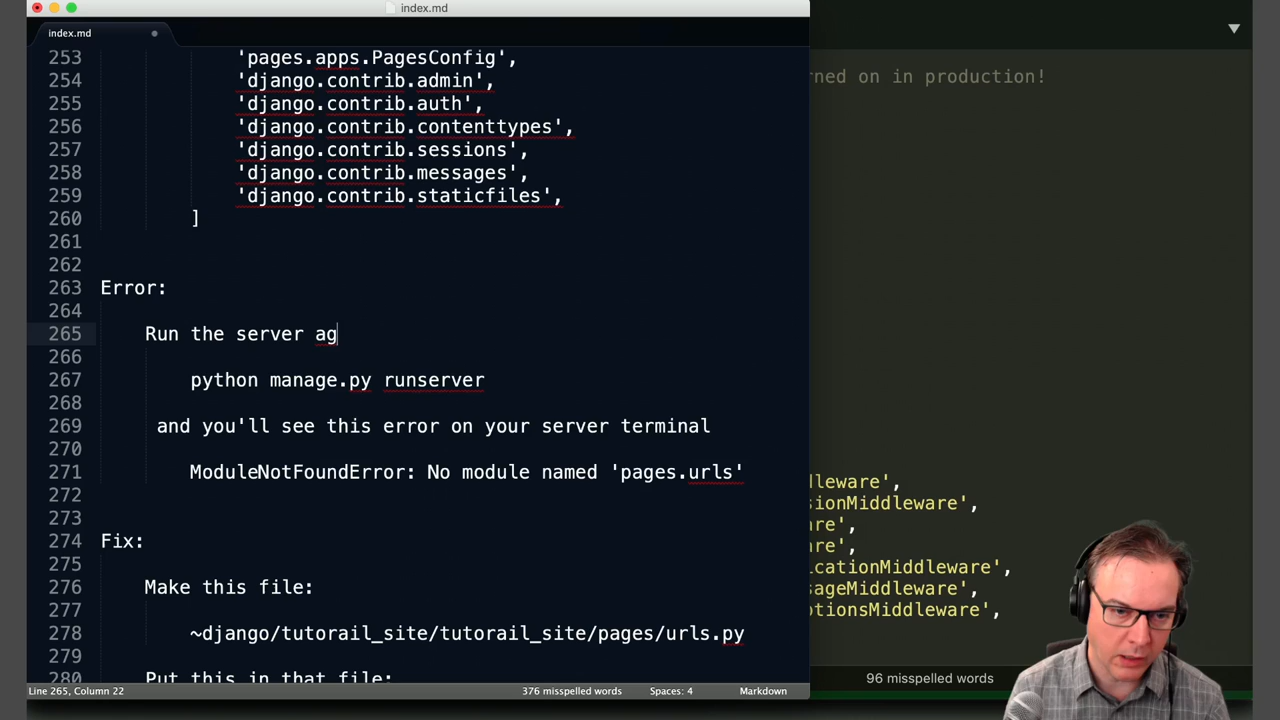 index.md
index.md
253 'pages.apps.PagesConfig',
rned on in production!
254 'django.contrib.admin',
255 'django.contrib.auth',
256 'django.contrib.contenttypes',
257 'django.contrib.sessions',
258 'django.contrib.messages',
259 'django.contrib.staticfiles',
260 ]
261
262
263 Error:
264
265 Run the server ag
266
267 python manage.py runserver
268
269 and you'll see this error on your server terminal
270
271 ModuleNotFoundError: No module named 'pages.urls'
272
273
274 Fix:
275
276 Make this file:
277
278 ~django/tutorail_site/tutorail_site/pages/urls.py
279
280 Put this in that file:
dleware',
sionMiddleware',
are',
are',
icationMiddleware',
sageMiddleware',
otionsMiddleware',
96 misspelled words
Line 265, Column 22 376 misspelled words Spaces: 4 Markdown